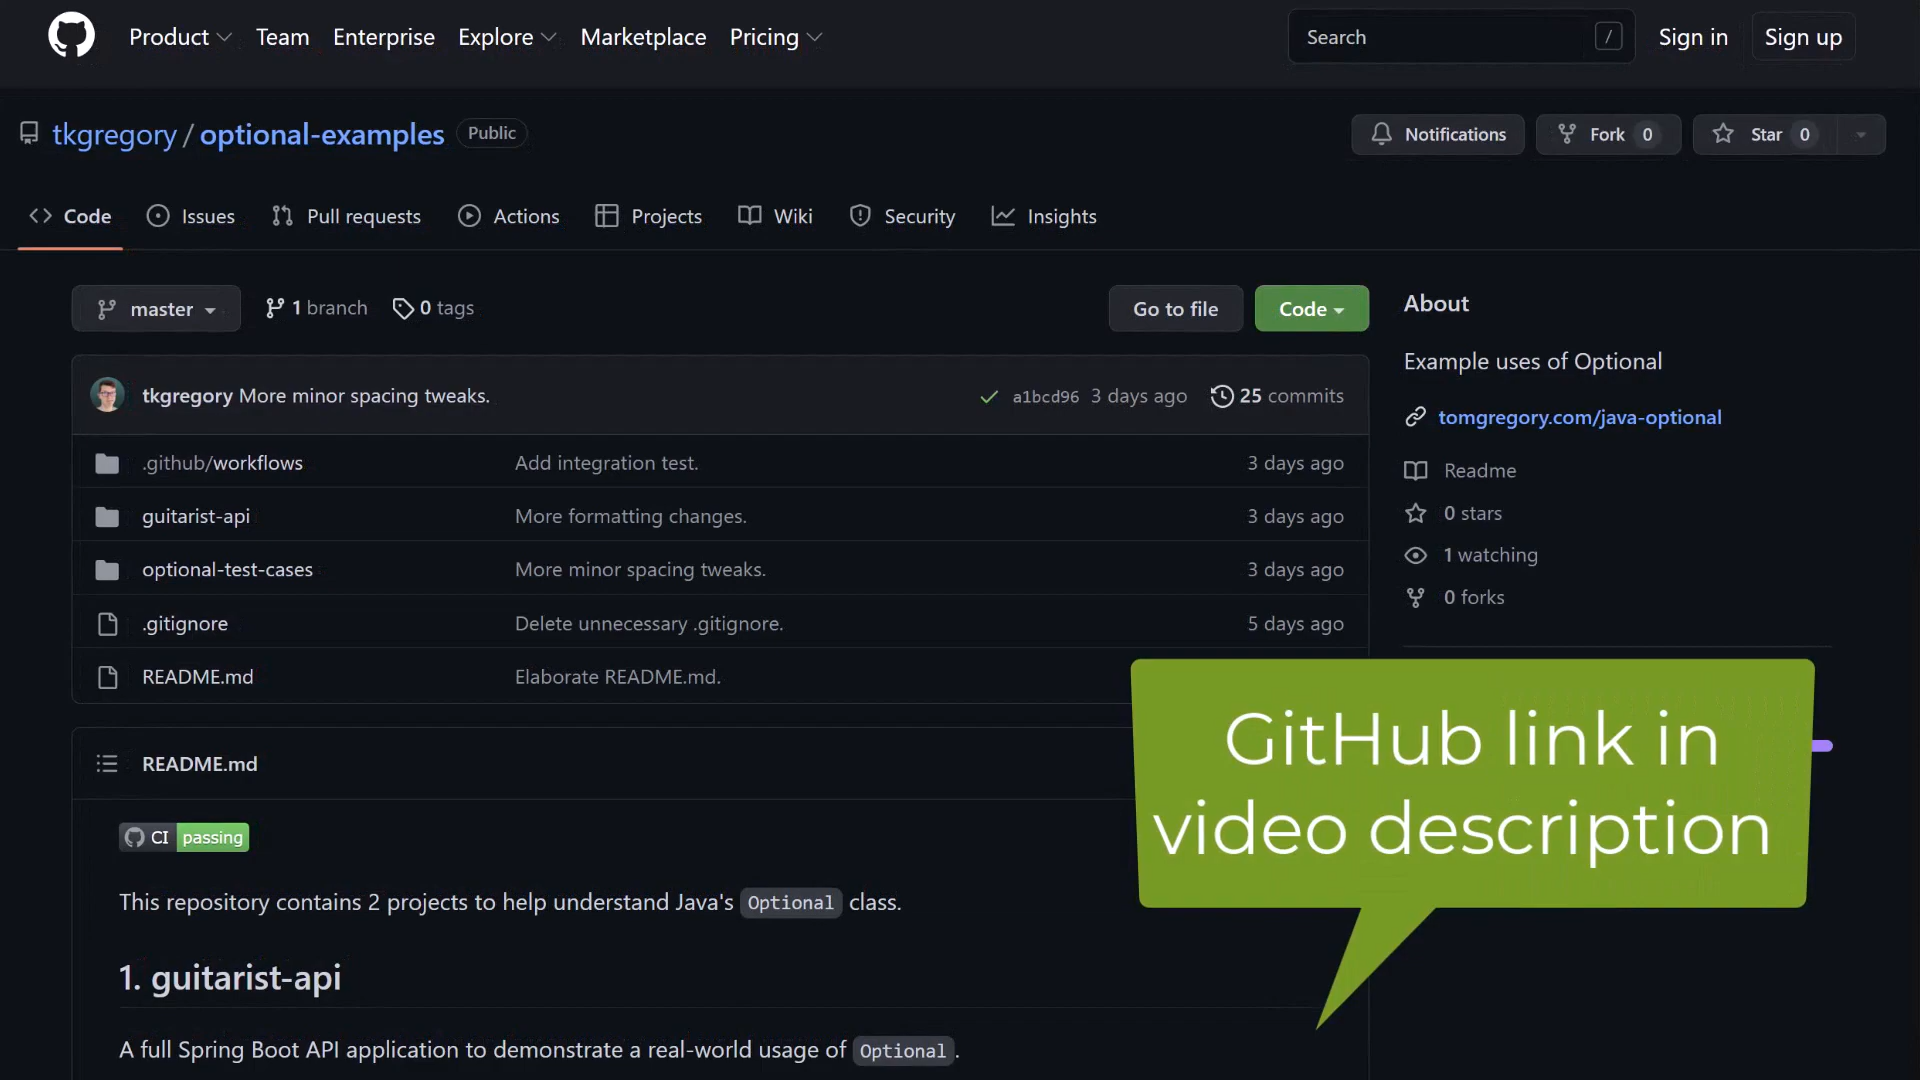 Product Team Enterprise Explore Marketplace Pricing Search / Sign in Sign up
tkgregory / optional-examples Public Notifications Fork 0 Star 0
Code Issues Pull requests Actions Projects Wiki Security Insights
master 1 branch 0 tags Go to file Code
About
Example uses of Optional
tomgregory.com/java-optional
Readme
0 stars
1 watching
0 forks
tkgregory More minor spacing tweaks. a1bcd96 3 days ago 25 commits
.github/workflows Add integration test. 3 days ago
guitarist-api More formatting changes. 3 days ago
optional-test-cases More minor spacing tweaks. 3 days ago
.gitignore Delete unnecessary .gitignore. 5 days ago
README.md Elaborate README.md.
GitHub link in
video description
README.md
CI passing
This repository contains 2 projects to help understand Java's Optional class.
1. guitarist-api
A full Spring Boot API application to demonstrate a real-world usage of Optional.